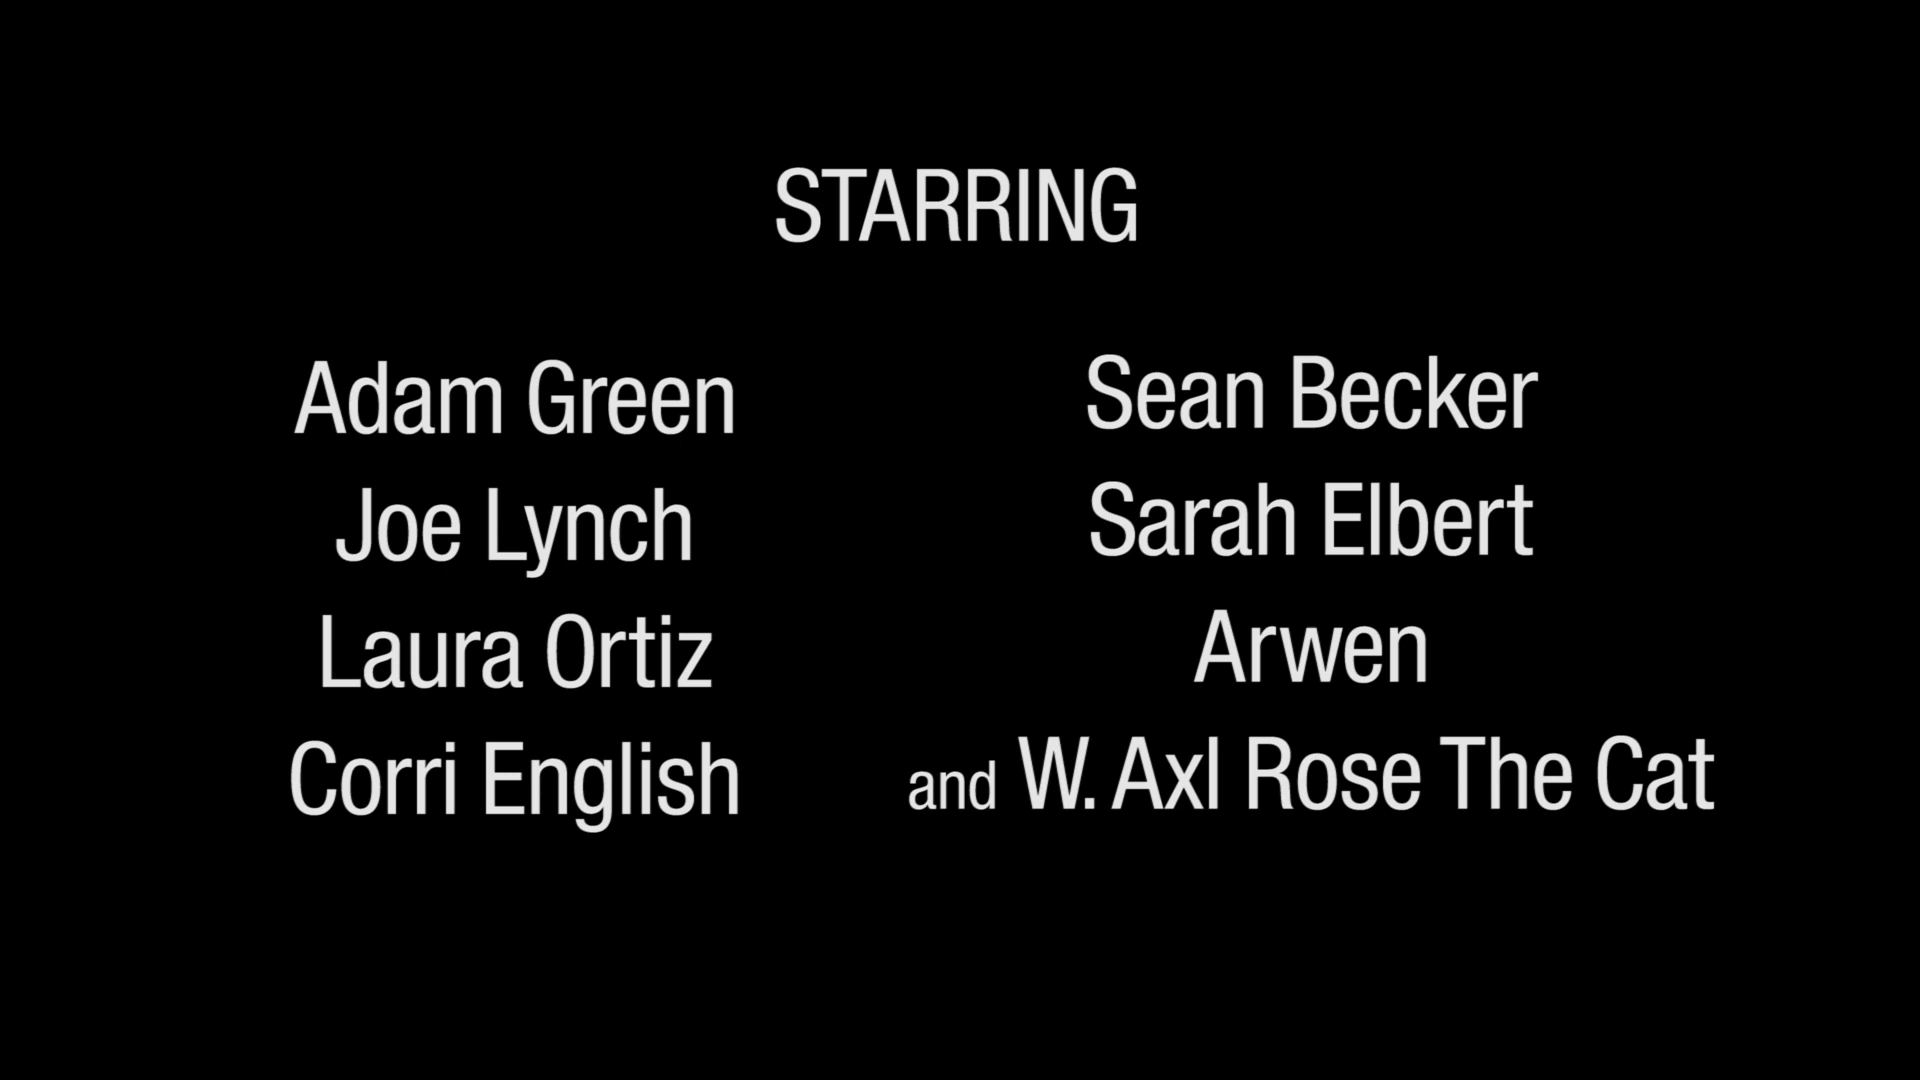 STARRING
Adam Green
Joe Lynch
Laura Ortiz
Corri English
Sean Becker
Sarah Elbert
Arwen
and W. Axl Rose The Cat